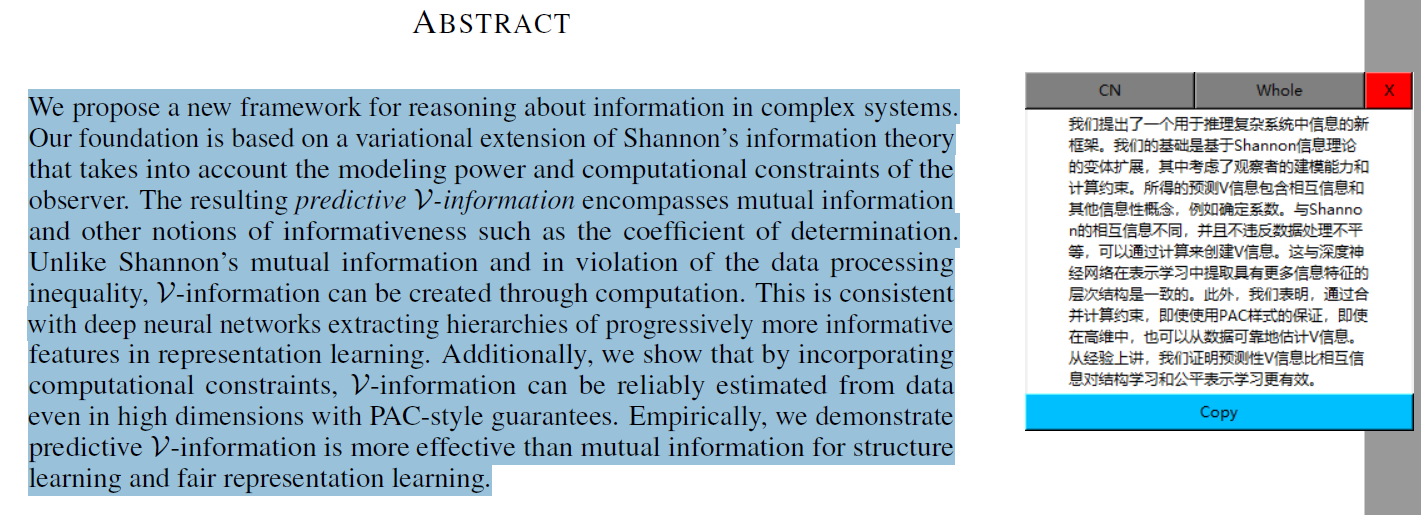 ABSTRACT
We propose a new framework for reasoning about information in complex systems.
Our foundation is based on a variational extension of Shannon's information theory
that takes into account the modeling power and computational constraints of the
observer. The resulting predictive 𝒱-information encompasses mutual information
and other notions of informativeness such as the coefficient of determination.
Unlike Shannon's mutual information and in violation of the data processing
inequality, 𝒱-information can be created through computation. This is consistent
with deep neural networks extracting hierarchies of progressively more informative
features in representation learning. Additionally, we show that by incorporating
computational constraints, 𝒱-information can be reliably estimated from data
even in high dimensions with PAC-style guarantees. Empirically, we demonstrate
predictive 𝒱-information is more effective than mutual information for structure
learning and fair representation learning.
CN Whole X
我们提出了一个用于推理复杂系统中信息的新
框架。我们的基础是基于Shannon信息理论
的变体扩展，其中考虑了观察者的建模能力和
计算约束。所得的预测V信息包含相互信息和
其他信息性概念，例如确定系数。与Shanno
n的相互信息不同，并且不违反数据处理不平
等，可以通过计算来创建V信息。这与深度神
经网络在表示学习中提取具有更多信息特征的
层次结构是一致的。此外，我们表明，通过合
并计算约束，即使使用PAC样式的保证，即使
在高维中，也可以从数据可靠地估计V信息。
从经验上讲，我们证明预测性V信息比相互信
息对结构学习和公平表示学习更有效。
Copy